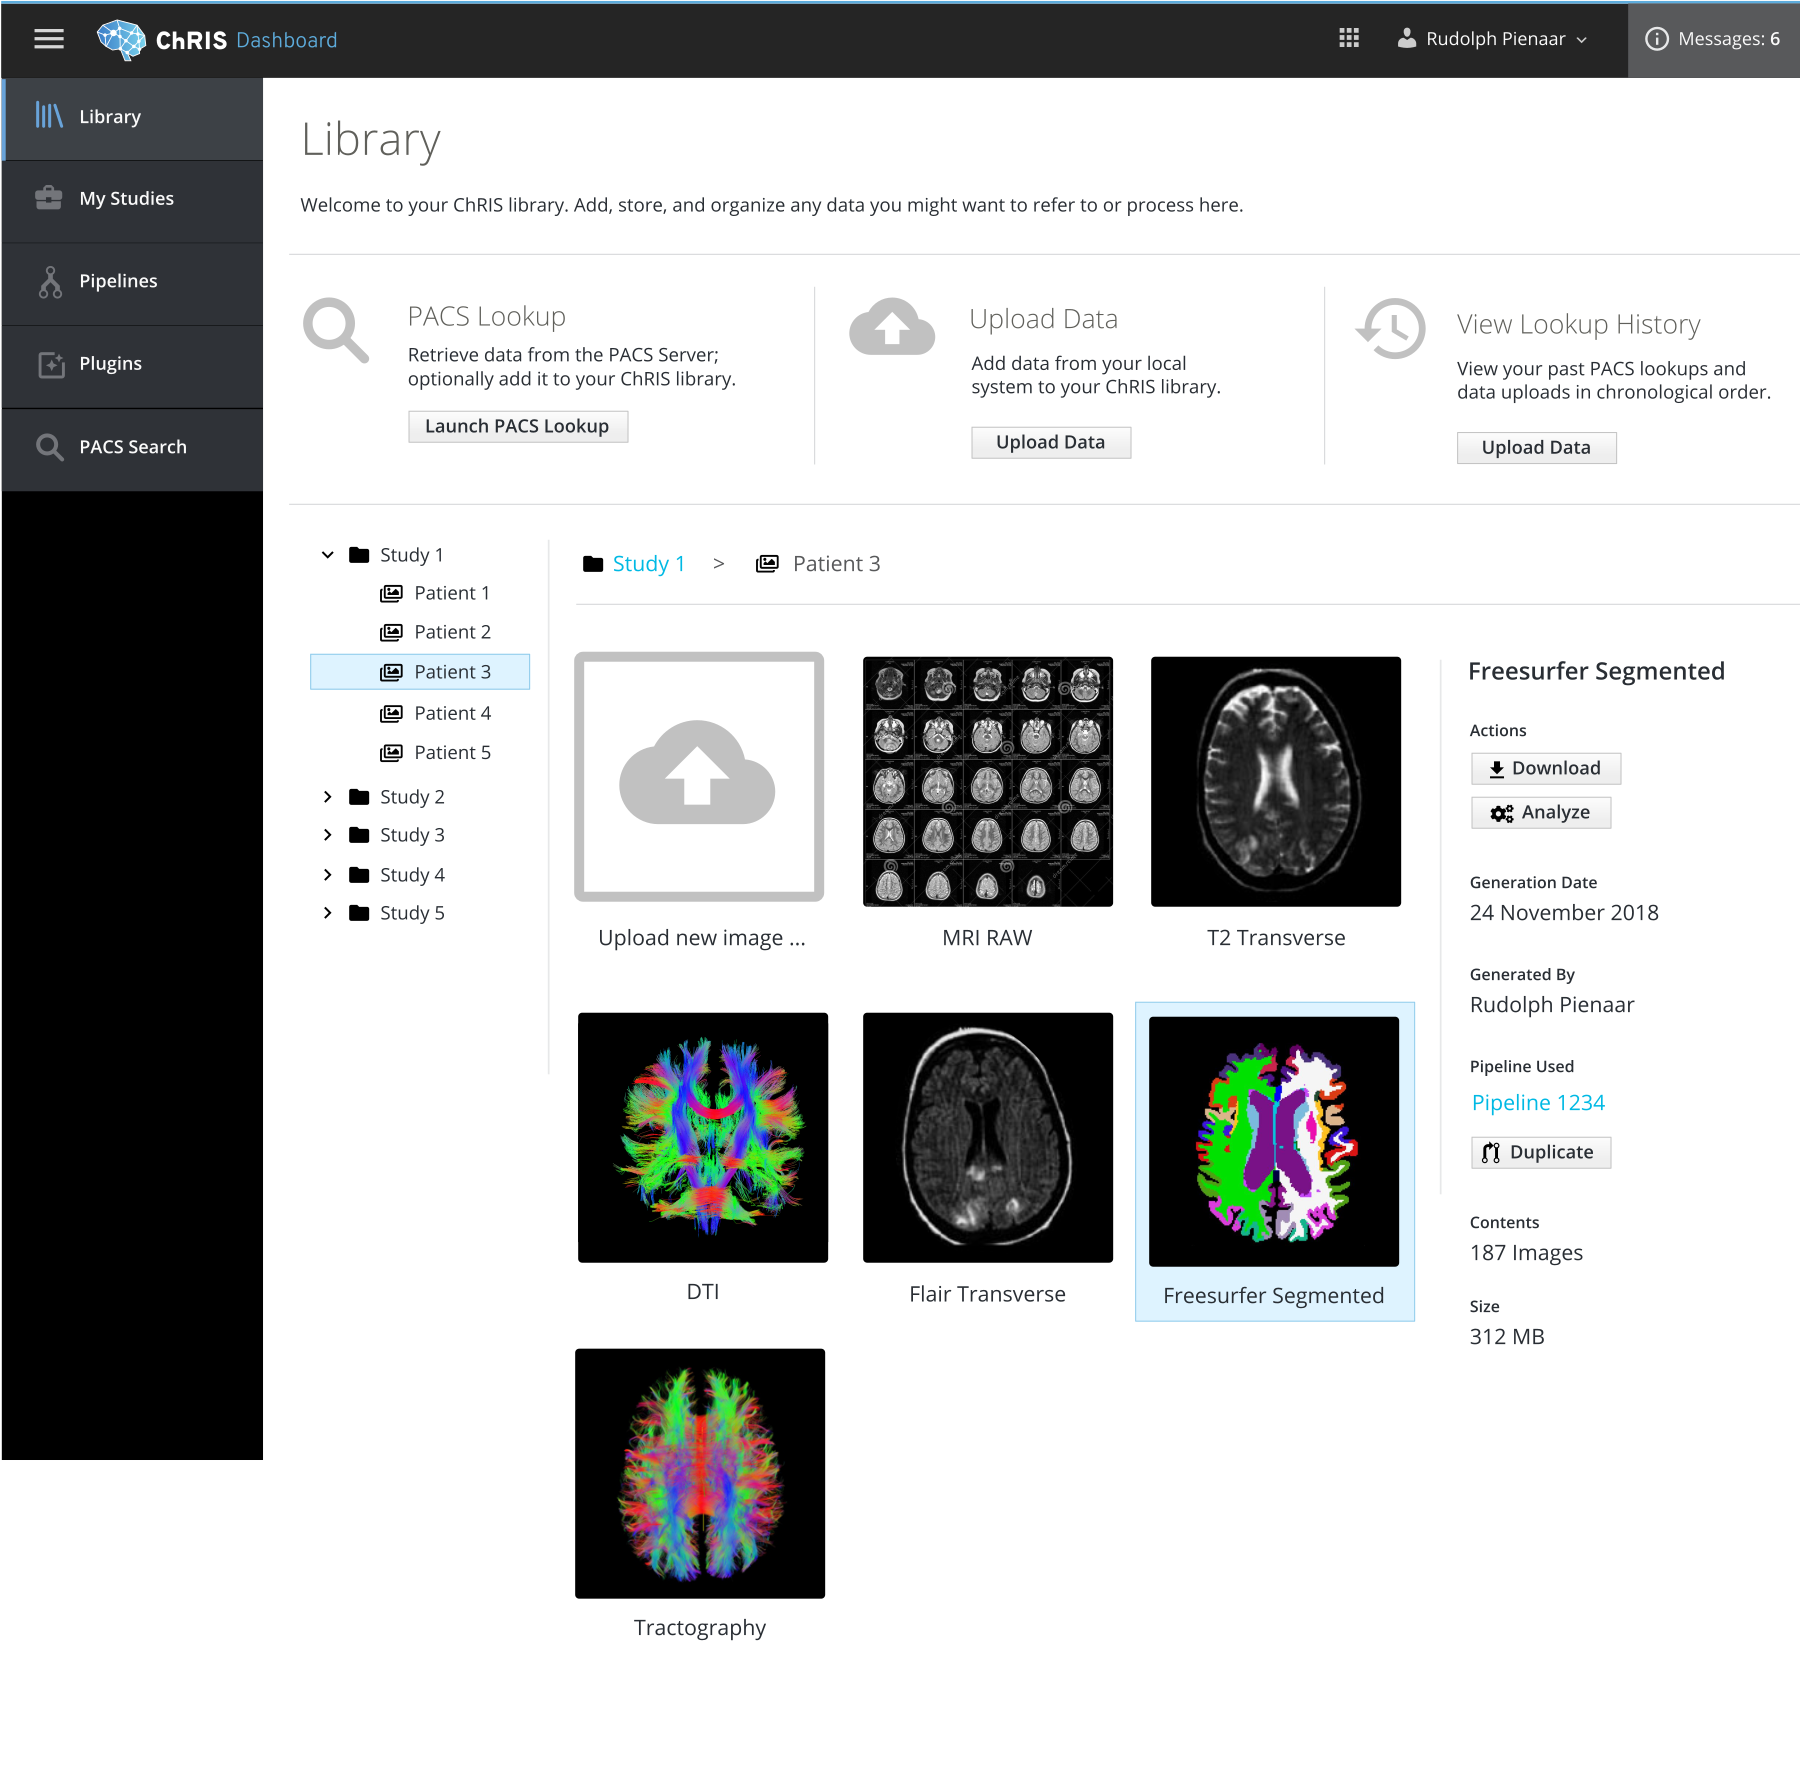 ChRIS Dashboard
Rudolph Pienaar
Messages: 6
Library
My Studies
Pipelines
Plugins
PACS Search
Library
Welcome to your ChRIS library. Add, store, and organize any data you might want to refer to or process here.
PACS Lookup
Retrieve data from the PACS Server;
optionally add it to your ChRIS library.
Launch PACS Lookup
Upload Data
Add data from your local
system to your ChRIS library.
Upload Data
View Lookup History
View your past PACS lookups and
data uploads in chronological order.
Upload Data
Study 1
Patient 1
Patient 2
Patient 3
Patient 4
Patient 5
Study 2
Study 3
Study 4
Study 5
Study 1 > Patient 3
Upload new image ...
MRI RAW
T2 Transverse
DTI
Flair Transverse
Freesurfer Segmented
Tractography
Freesurfer Segmented
Actions
Download
Analyze
Generation Date
24 November 2018
Generated By
Rudolph Pienaar
Pipeline Used
Pipeline 1234
Duplicate
Contents
187 Images
Size
312 MB